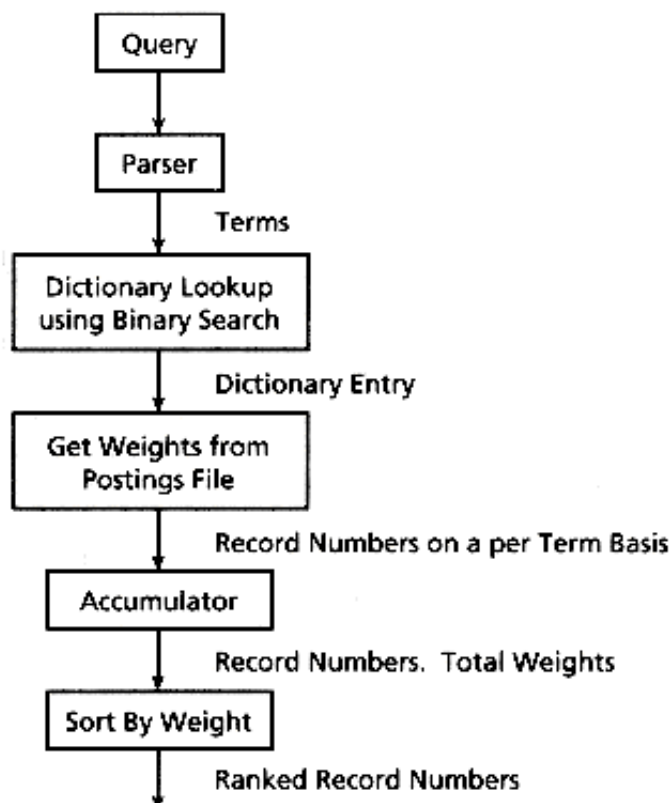 Query
Parser
Terms
Dictionary Lookup
using Binary Search
Dictionary Entry
Get Weights from
Postings File
Record Numbers on a per Term Basis
Accumulator
Record Numbers. Total Weights
Sort By Weight
Ranked Record Numbers